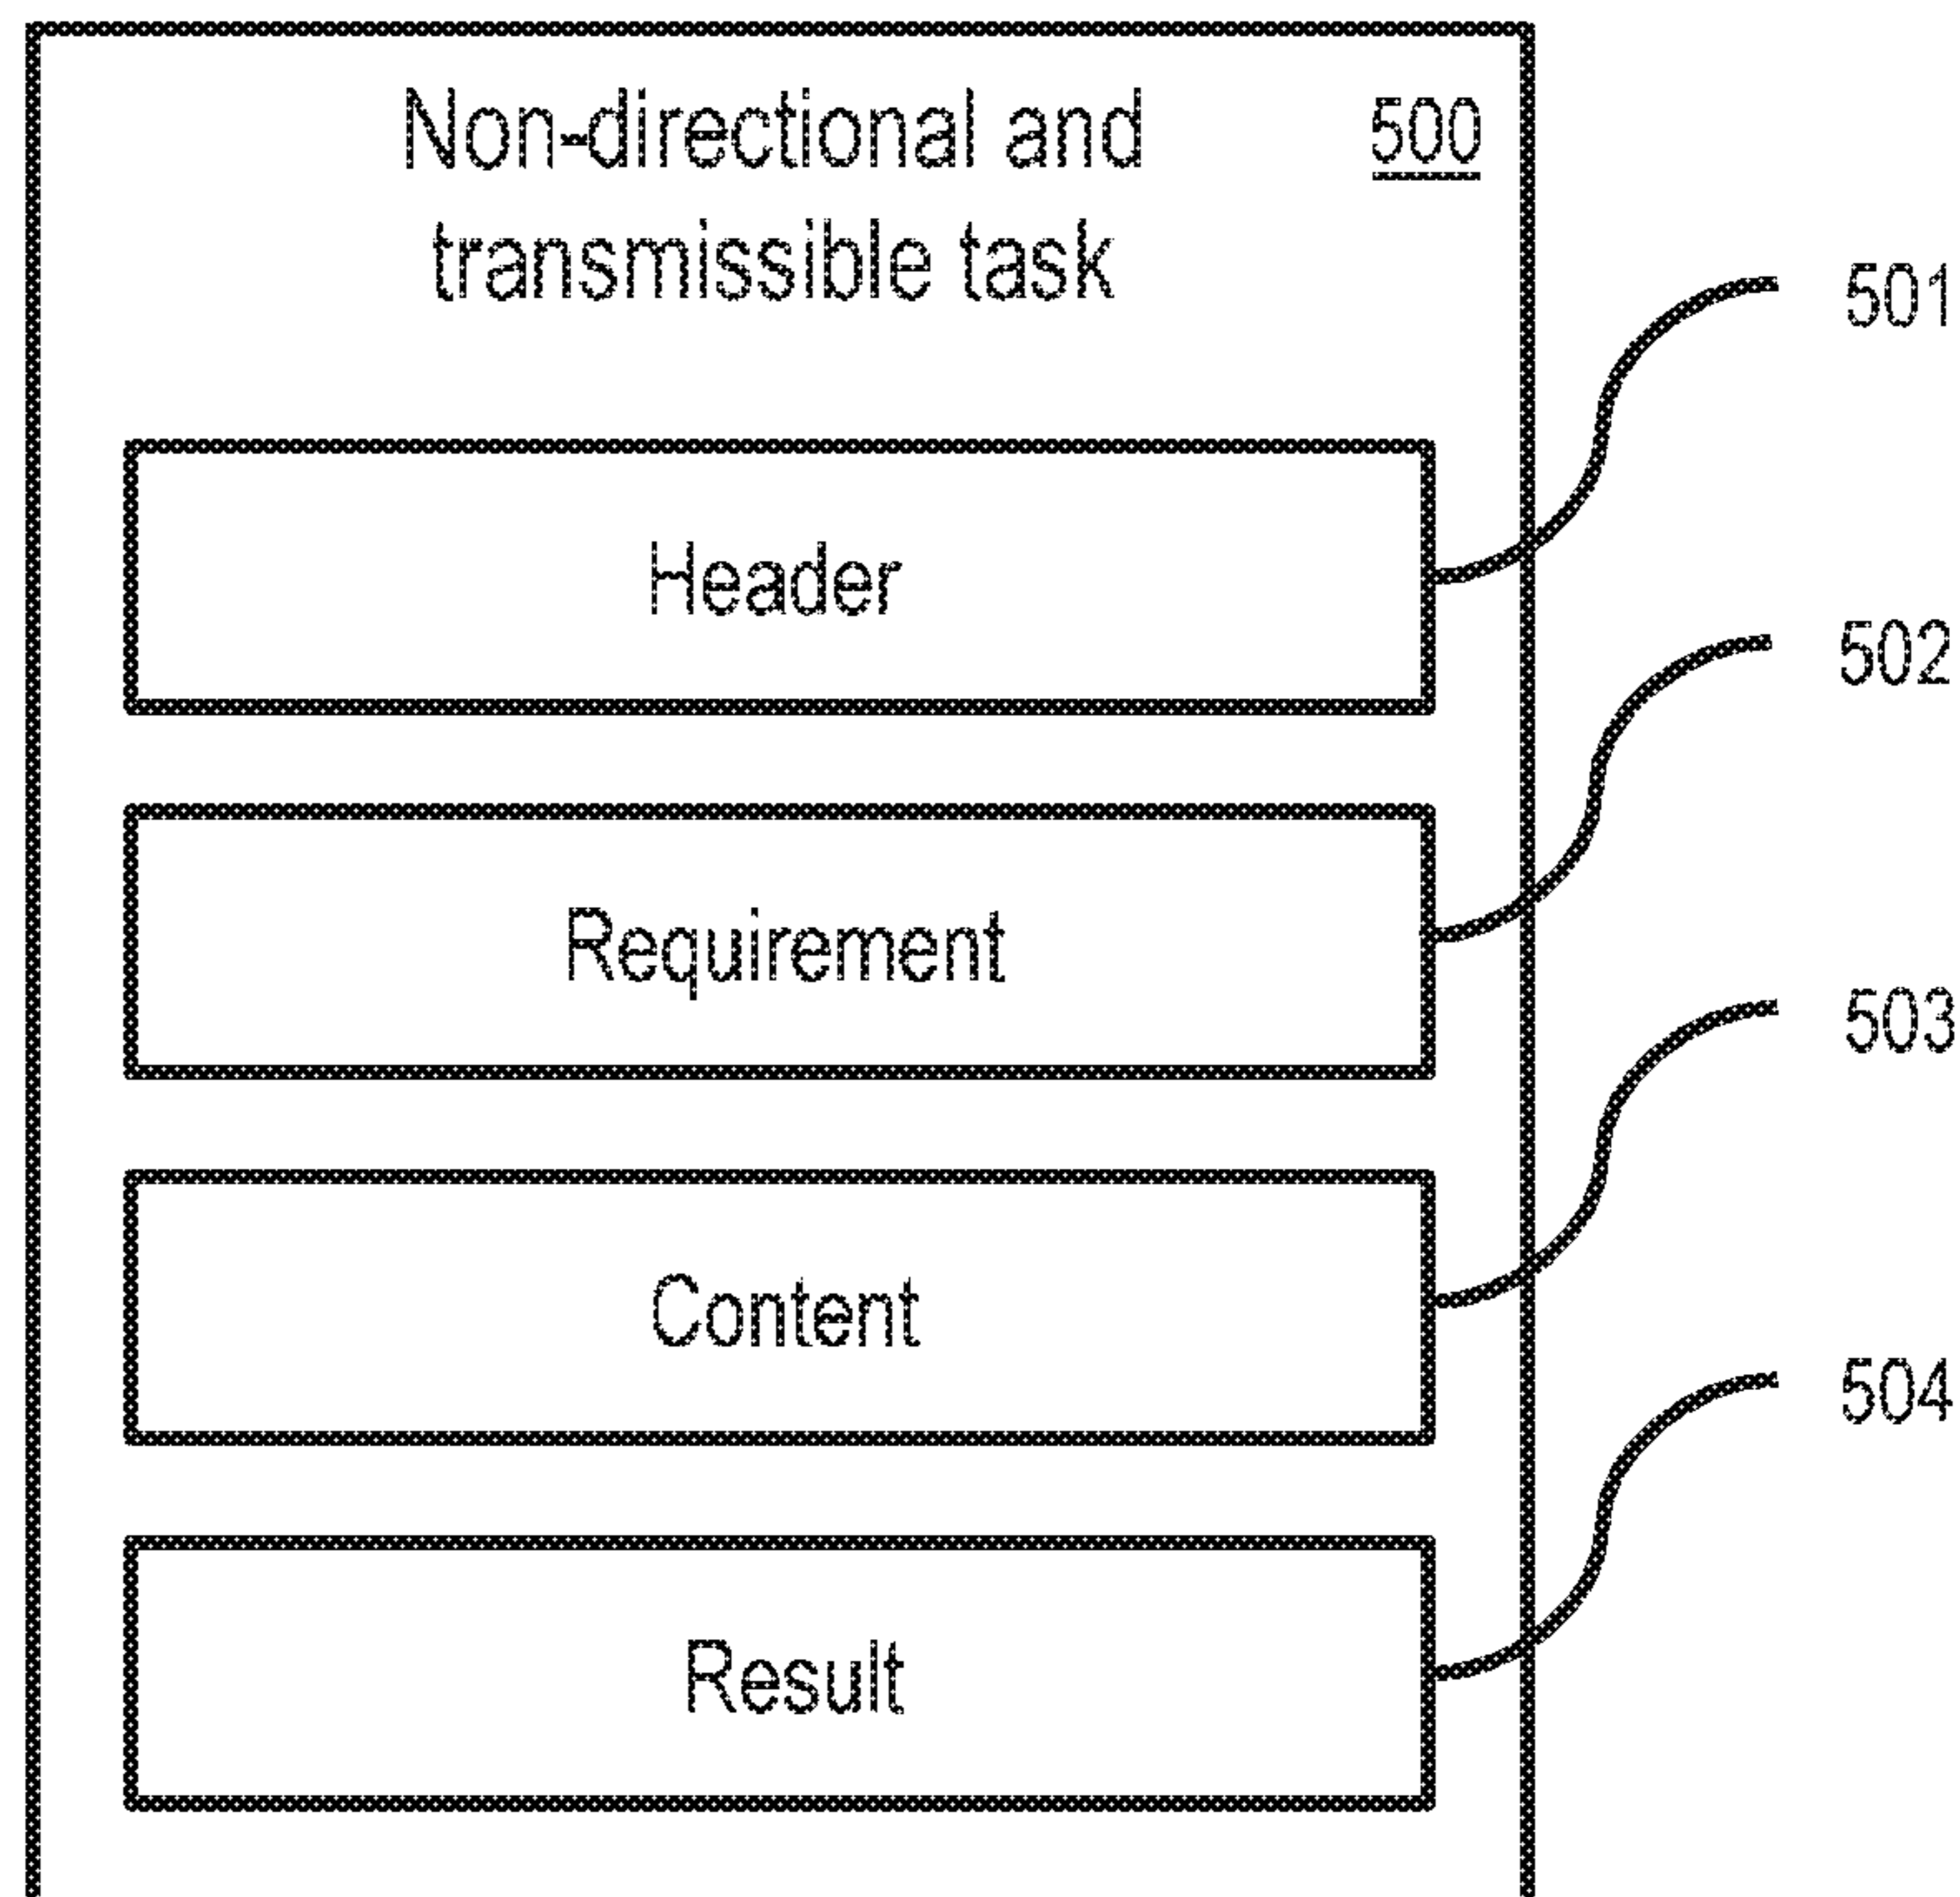 Non-directional and 500
transmissible task
501
Header
502
Requirement
503
Content
504
Result